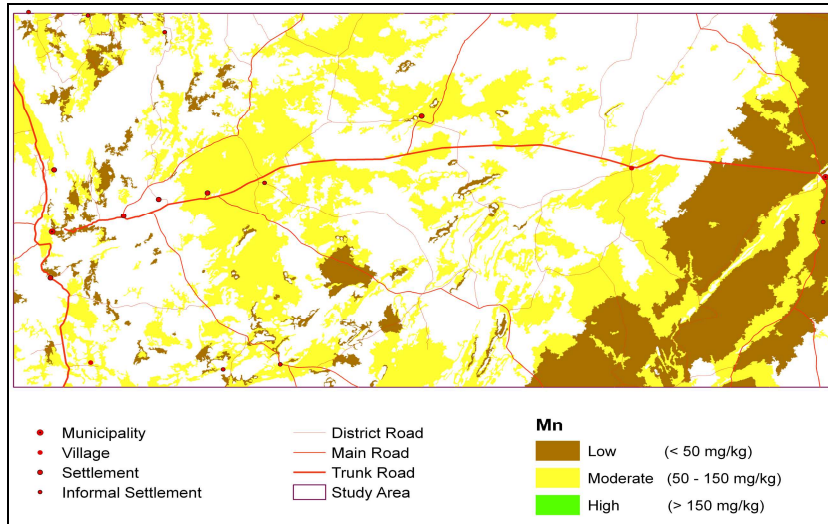 Municipality
Village
Settlement
Informal Settlement
District Road
Main Road
Trunk Road
Study Area
Mn
Low (< 50 mg/kg)
Moderate (50 - 150 mg/kg)
High (> 150 mg/kg)